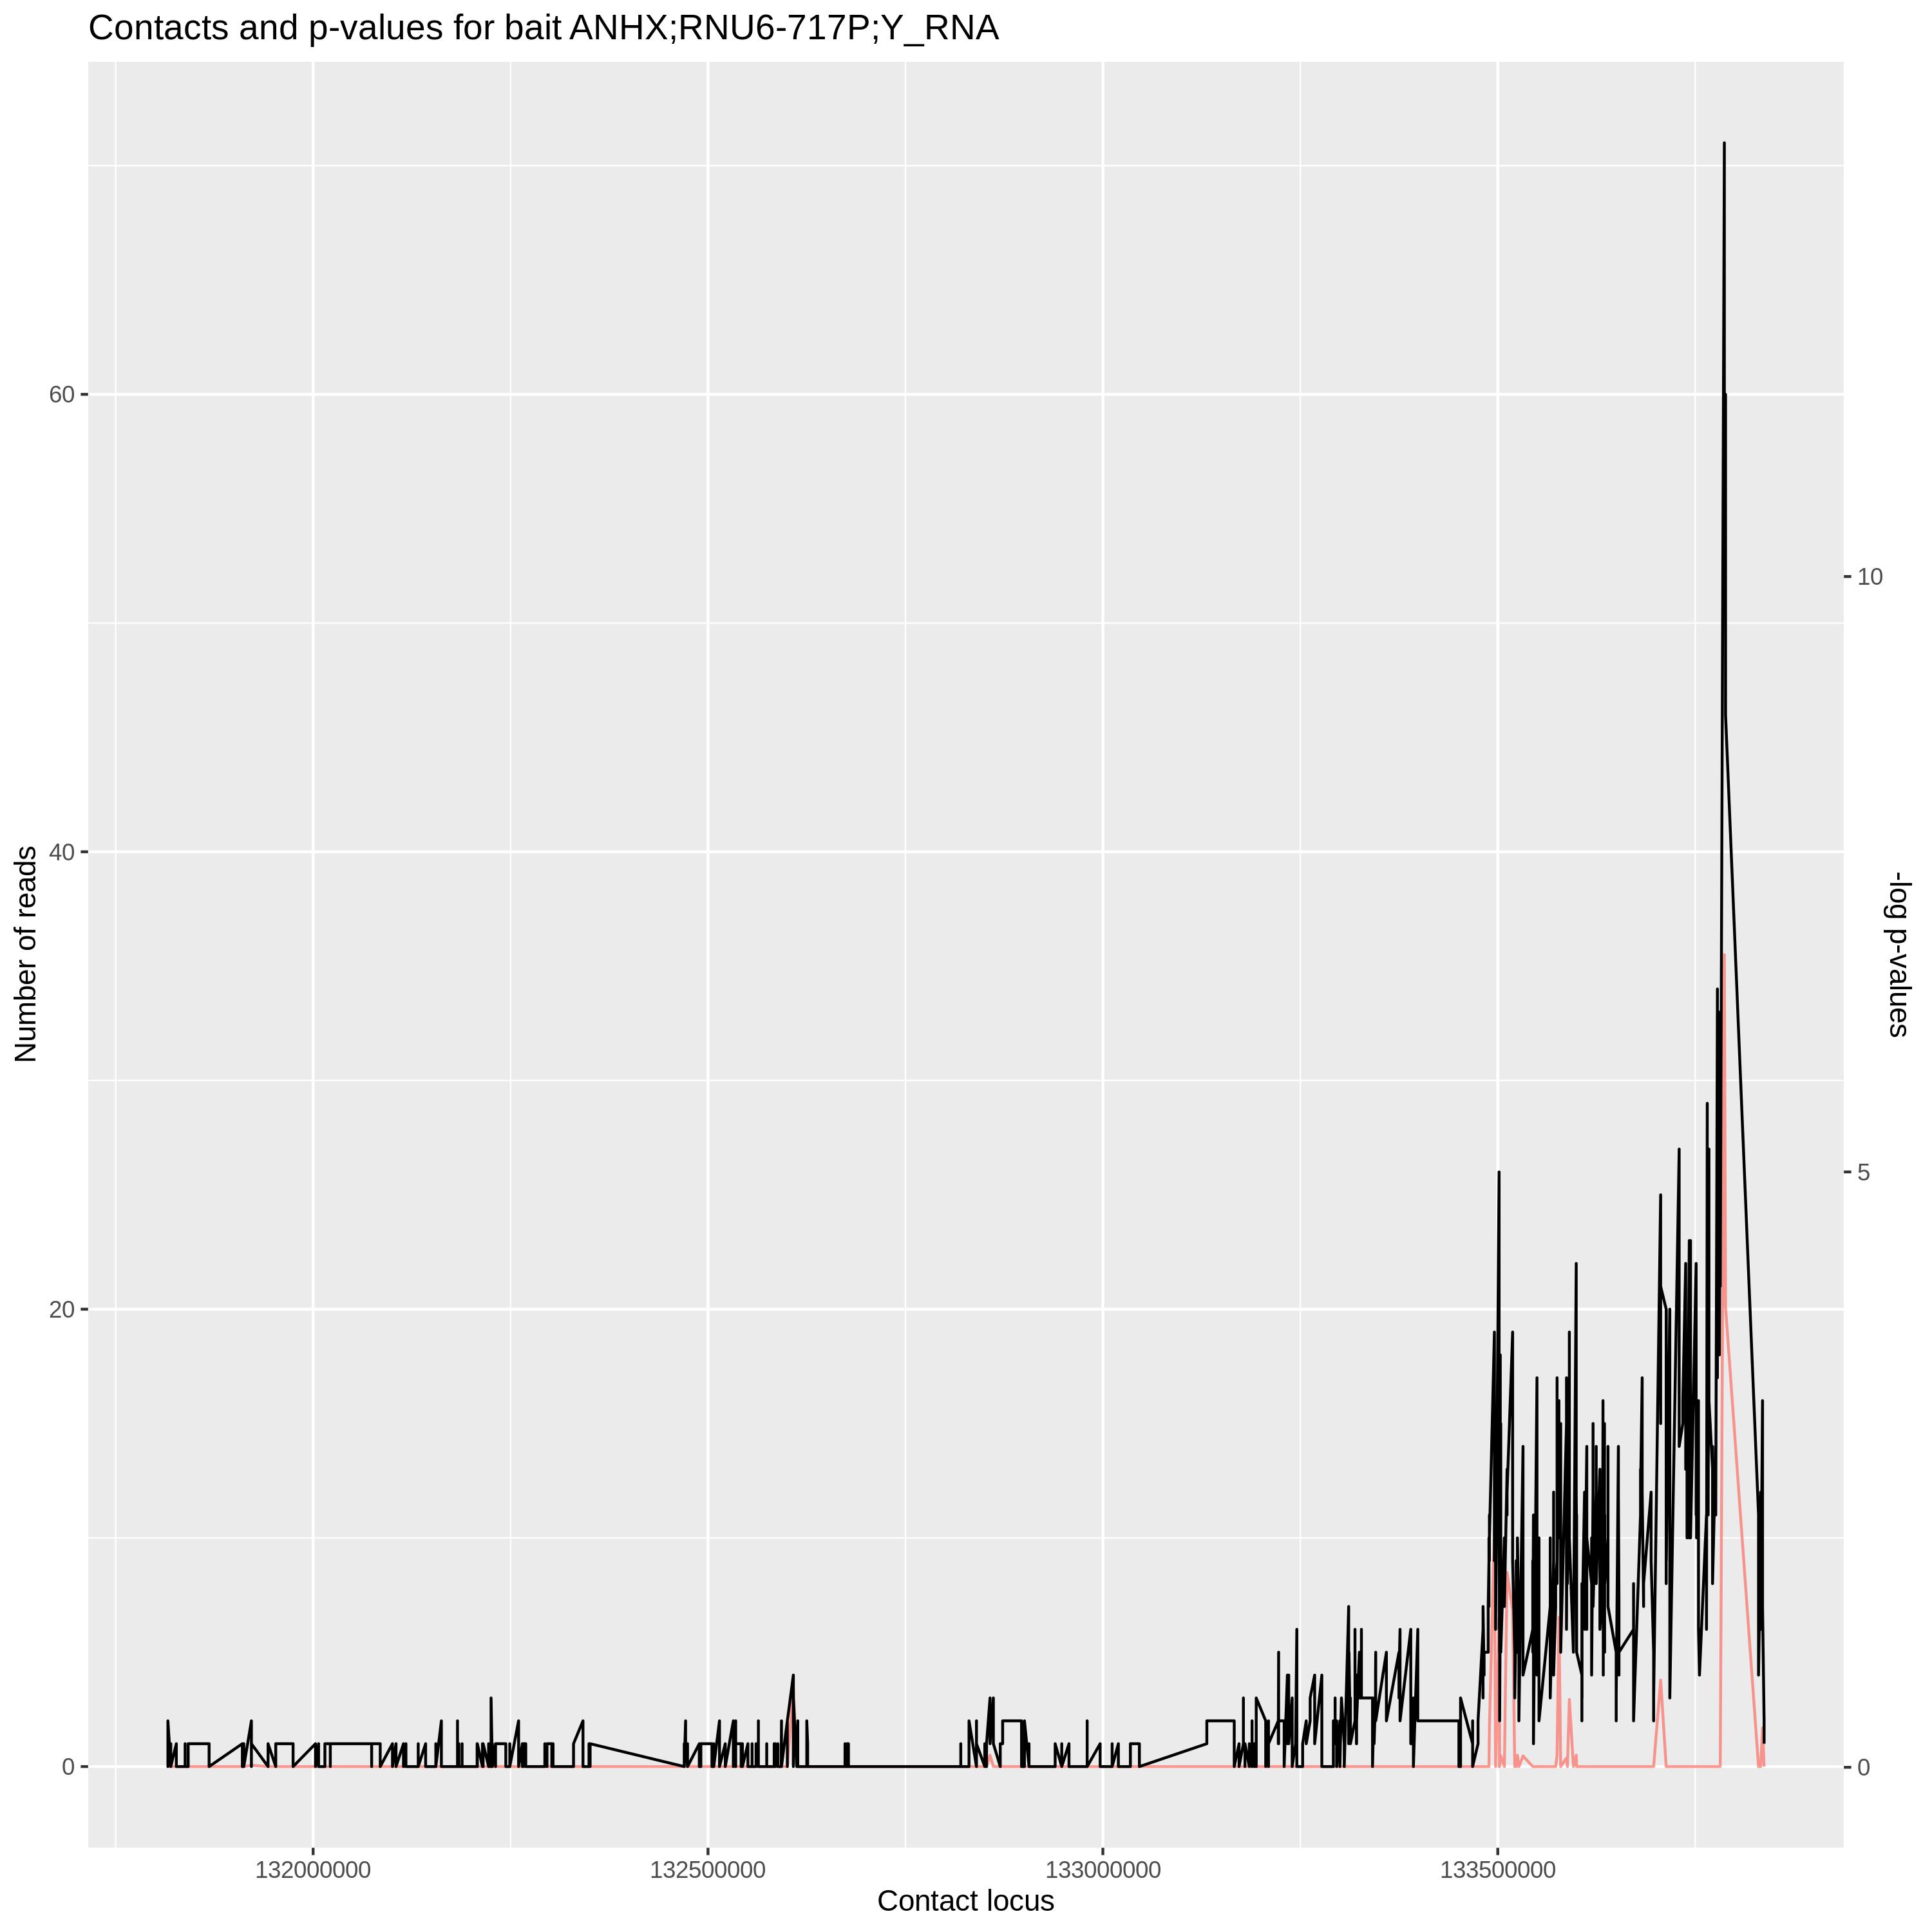 Contacts and p-values for bait ANHX;RNU6-717P;Y_RNA
Number of reads
60
40
20
0
10
5
0
-log p-values
132000000 132500000 133000000 133500000
Contact locus